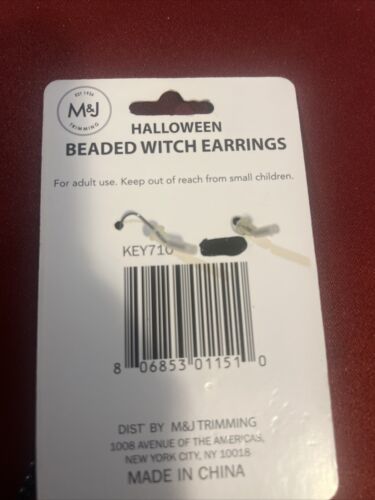 EST 1936
M&J
TRIMMING
HALLOWEEN
BEADED WITCH EARRINGS
For adult use. Keep out of reach from small children.
KEY710
8 06853 01151 0
DIST BY M&J TRIMMING
1008 AVENUE OF THE AMERICAS,
NEW YORK CITY, NY 10018
MADE IN CHINA